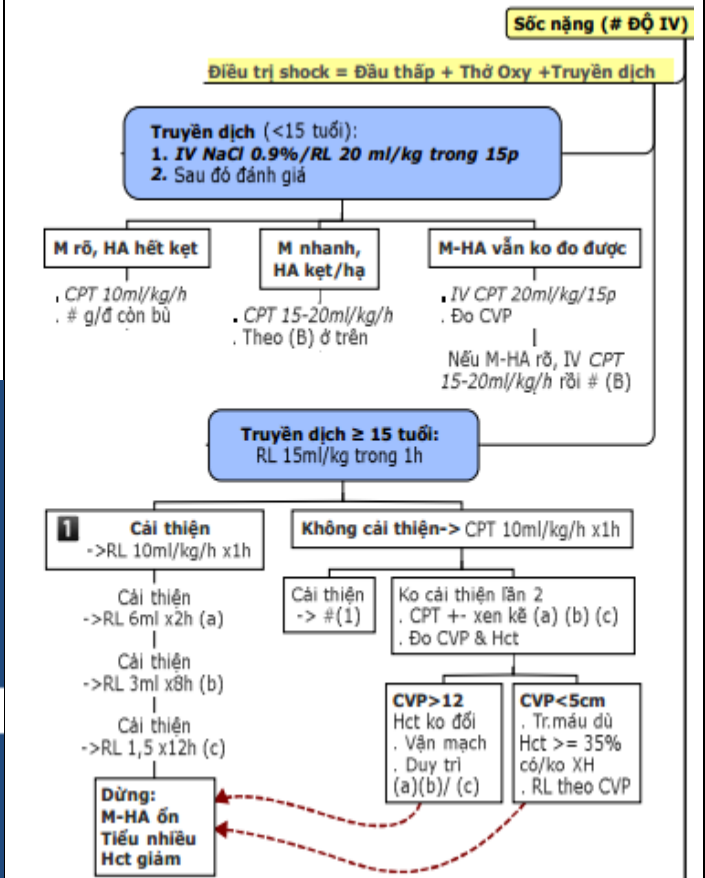 Sốc nặng (# ĐỘ IV)
Điều trị shock = Đầu thấp + Thở Oxy +Truyền dịch
Truyền dịch (<15 tuổi):
1. IV NaCl 0.9%/RL 20 ml/kg trong 15p
2. Sau đó đánh giá
M rõ, HA hết kẹt
. CPT 10ml/kg/h
. # g/đ còn bù
M nhanh,
HA kẹt/hạ
. CPT 15-20ml/kg/h
. Theo (B) ở trên
M-HA vẫn ko đo được
. IV CPT 20ml/kg/15p
. Đo CVP
Nếu M-HA rõ, IV CPT
15-20ml/kg/h rồi # (B)
Truyền dịch ≥ 15 tuổi:
RL 15ml/kg trong 1h
1 Cải thiện
->RL 10ml/kg/h x1h
Cải thiện
->RL 6ml x2h (a)
Cải thiện
->RL 3ml x8h (b)
Cải thiện
->RL 1,5 x12h (c)
Dừng:
M-HA ổn
Tiểu nhiều
Hct giảm
Không cải thiện-> CPT 10ml/kg/h x1h
Cải thiện
-> #(1)
Ko cải thiện lần 2
. CPT +- xen kẽ (a) (b) (c)
. Đo CVP & Hct
CVP>12
Hct ko đổi
. Vận mạch
. Duy trì
(a)(b)/ (c)
CVP<5cm
. Tr.máu dù
Hct >= 35%
có/ko XH
. RL theo CVP